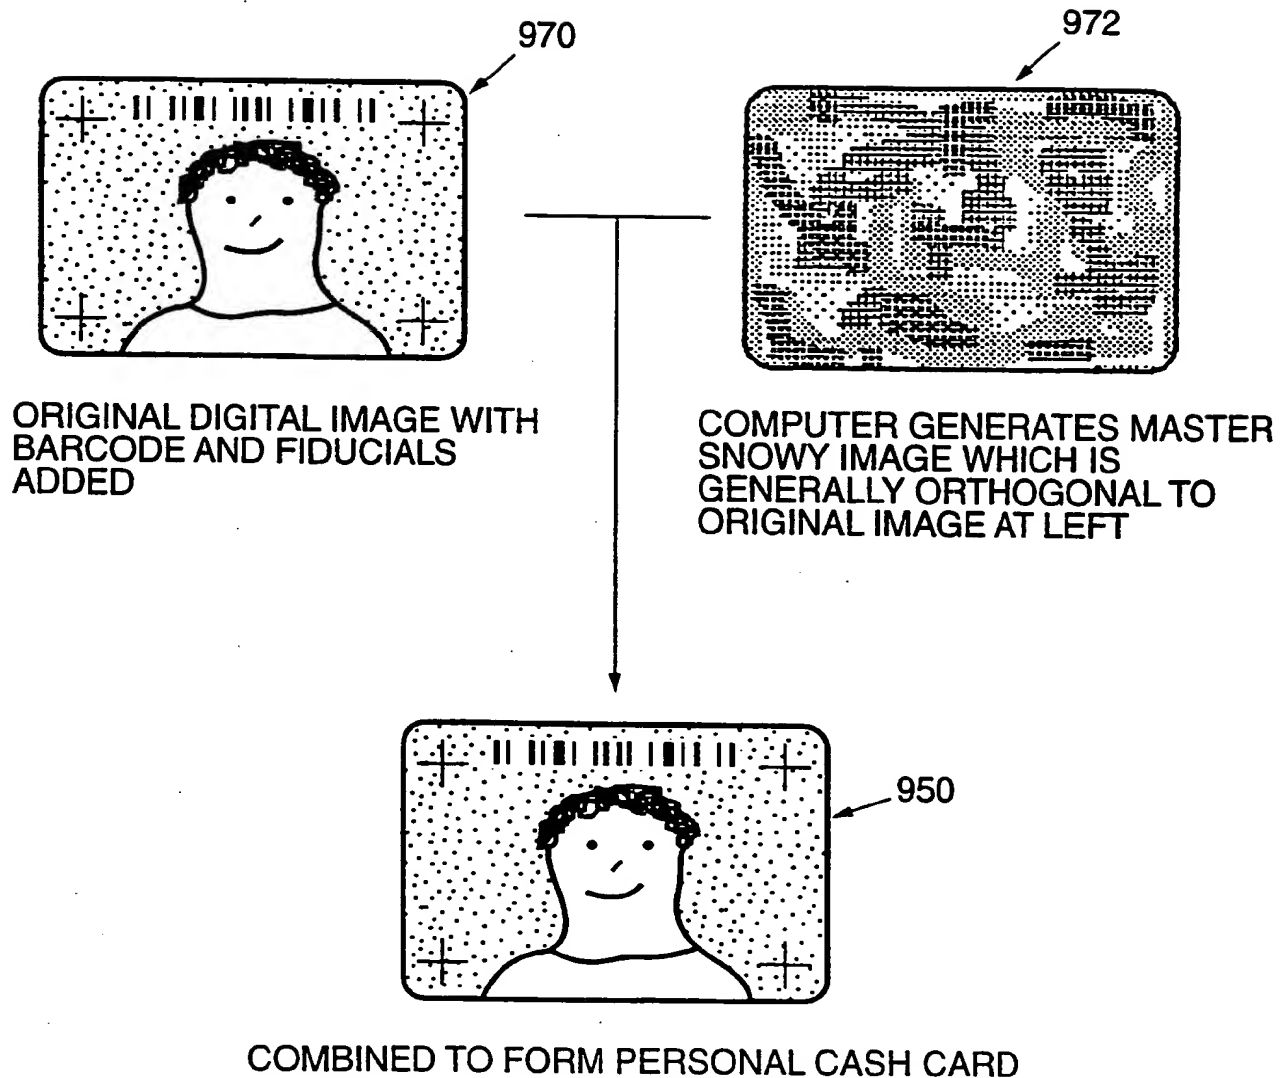 970
972
ORIGINAL DIGITAL IMAGE WITH
BARCODE AND FIDUCIALS
ADDED
COMPUTER GENERATES MASTER
SNOWY IMAGE WHICH IS
GENERALLY ORTHOGONAL TO
ORIGINAL IMAGE AT LEFT
950
COMBINED TO FORM PERSONAL CASH CARD